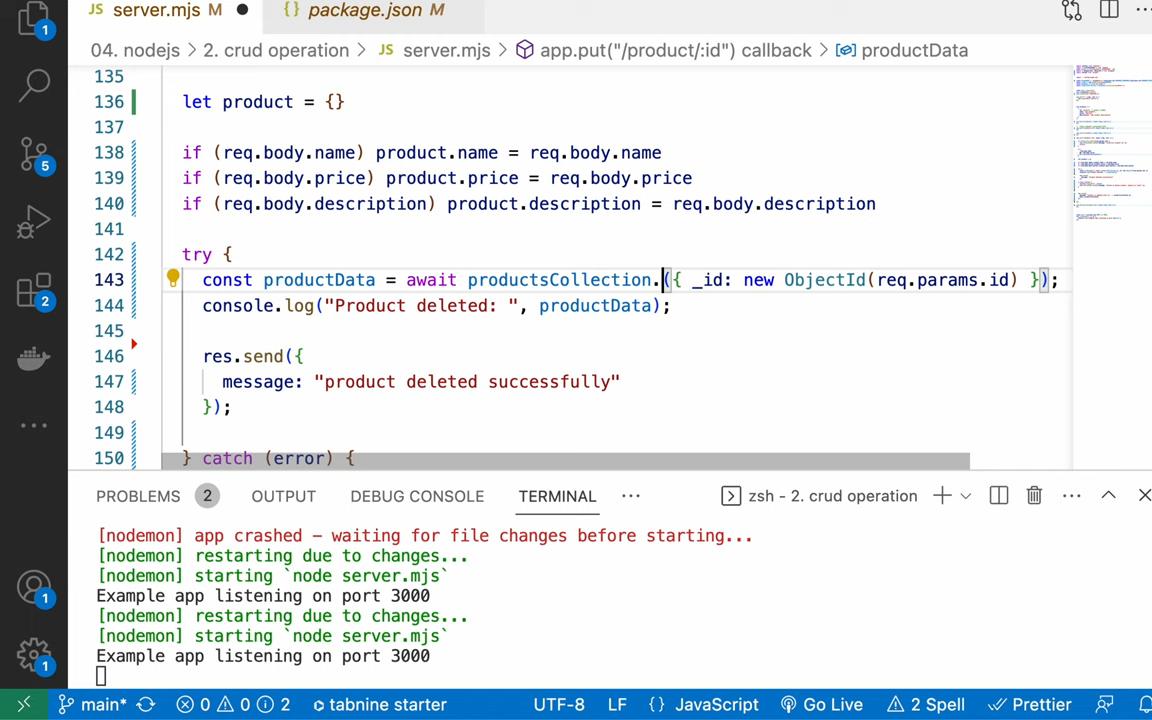 JS server.mjs M ● {} package.json M
04. nodejs > 2. crud operation > JS server.mjs > app.put("/product/:id") callback > productData
135
136 let product = {}
137
138 if (req.body.name) product.name = req.body.name
139 if (req.body.price) product.price = req.body.price
140 if (req.body.description) product.description = req.body.description
141
142 try {
143 const productData = await productsCollection.({ _id: new ObjectId(req.params.id) });
144 console.log("Product deleted: ", productData);
145
146 res.send({
147 message: "product deleted successfully"
148 });
149
150 } catch (error) {
PROBLEMS 2 OUTPUT DEBUG CONSOLE TERMINAL ··· zsh - 2. crud operation
[nodemon] app crashed - waiting for file changes before starting...
[nodemon] restarting due to changes...
[nodemon] starting `node server.mjs`
Example app listening on port 3000
[nodemon] restarting due to changes...
[nodemon] starting `node server.mjs`
Example app listening on port 3000
main* 0 0 2 tabnine starter UTF-8 LF {} JavaScript Go Live 2 Spell Prettier
1
5
2
1
1